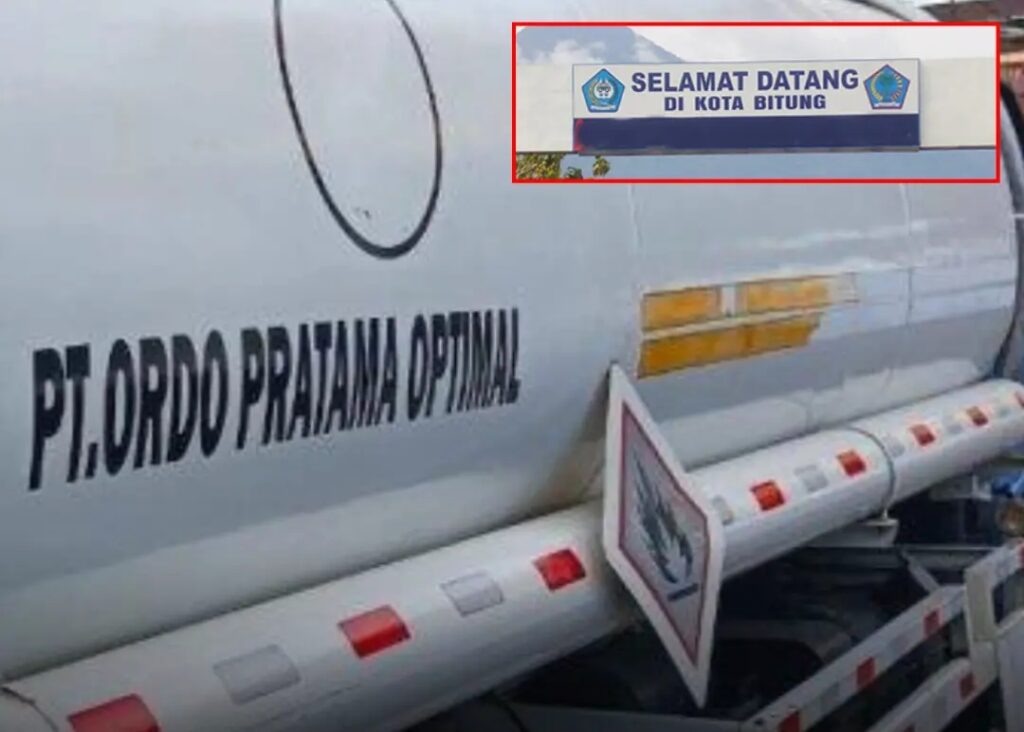 SELAMAT DATANG
DI KOTA BITUNG
PT.ORDO PRATAMA OPTIMAL